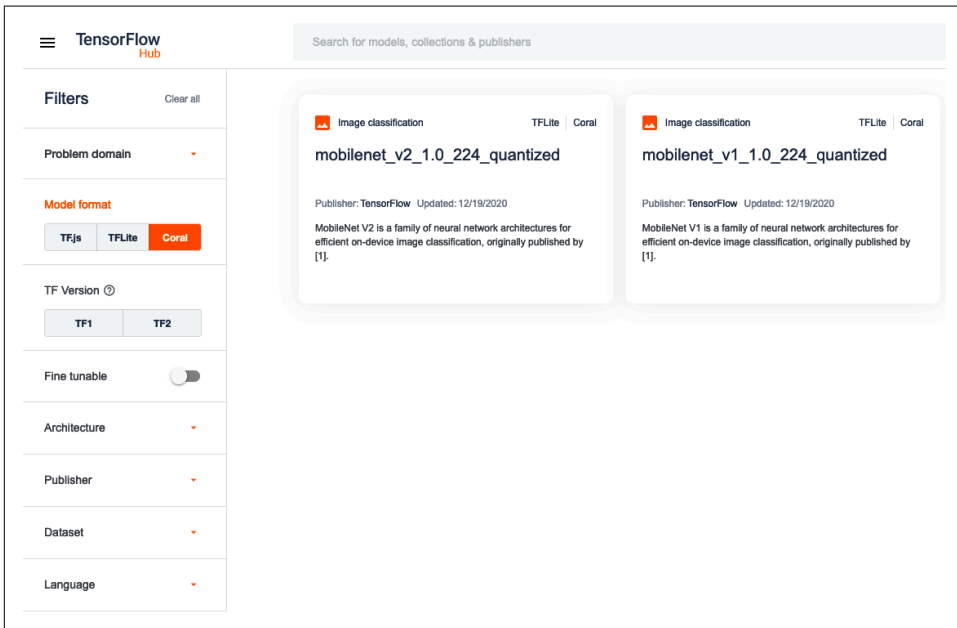 TensorFlow
Hub
Search for models, collections & publishers
Filters
Clear all
Problem domain
Model format
TF.js
TFLite
Coral
TF Version
TF1
TF2
Fine tunable
Architecture
Publisher
Dataset
Language
Image classification
TFLite
Coral
mobilenet_v2_1.0_224_quantized
Publisher: TensorFlow Updated: 12/19/2020
MobileNet V2 is a family of neural network architectures for
efficient on-device image classification, originally published by
[1].
Image classification
TFLite
Coral
mobilenet_v1_1.0_224_quantized
Publisher: TensorFlow Updated: 12/19/2020
MobileNet V1 is a family of neural network architectures for
efficient on-device image classification, originally published by
[1].